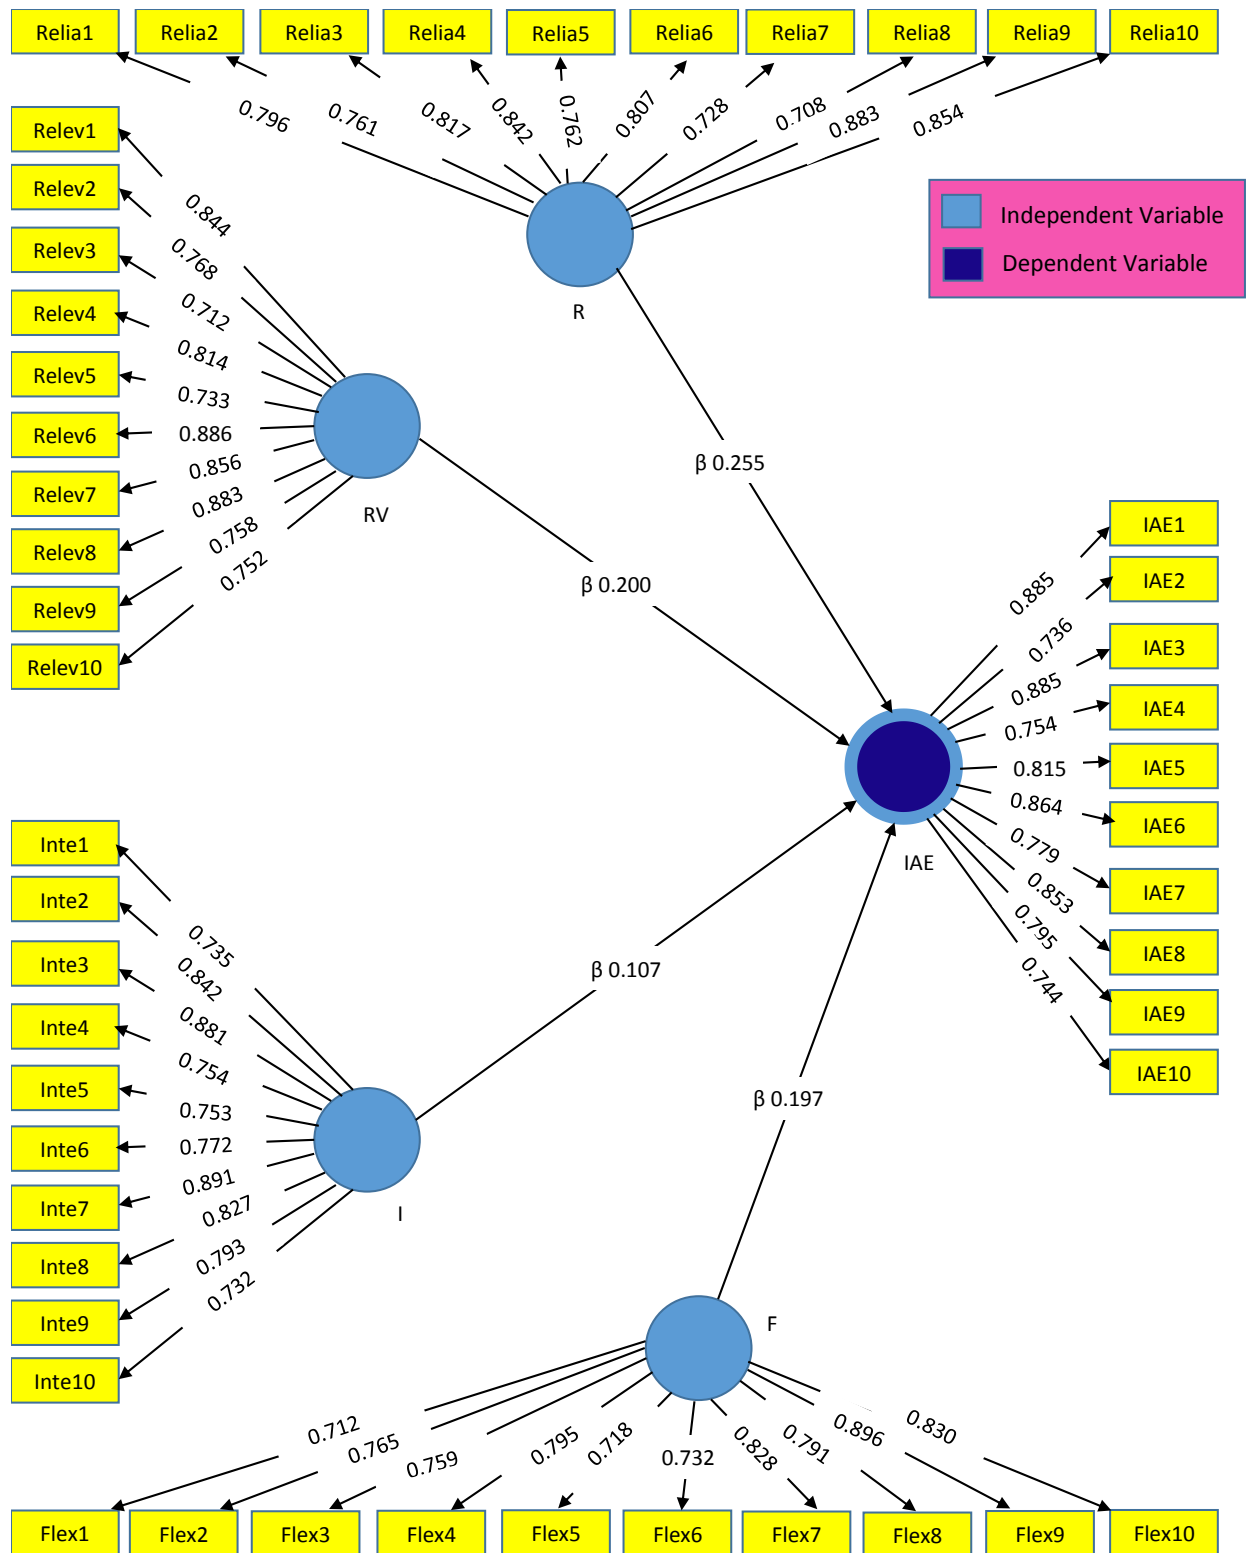 Relia1
Relia2
Relia3
Relia4
Relia5
Relia6
Relia7
Relia8
Relia9
Relia10
0.796
0.761
0.817
0.842
0.762
0.807
0.728
0.708
0.883
0.854
Independent Variable
Dependent Variable
R
Relev1
Relev2
Relev3
Relev4
Relev5
Relev6
Relev7
Relev8
Relev9
Relev10
0.844
0.768
0.712
0.814
0.733
0.886
0.856
0.883
0.758
0.752
RV
β 0.255
β 0.200
IAE1
IAE2
IAE3
IAE4
IAE5
IAE6
IAE7
IAE8
IAE9
IAE10
0.885
0.736
0.885
0.754
0.815
0.864
0.779
0.853
0.795
0.744
IAE
Inte1
Inte2
Inte3
Inte4
Inte5
Inte6
Inte7
Inte8
Inte9
Inte10
0.735
0.842
0.881
0.754
0.753
0.772
0.891
0.827
0.793
0.732
I
β 0.107
β 0.197
F
0.712
0.765
0.759
0.795
0.718
0.732
0.828
0.791
0.896
0.830
Flex1
Flex2
Flex3
Flex4
Flex5
Flex6
Flex7
Flex8
Flex9
Flex10